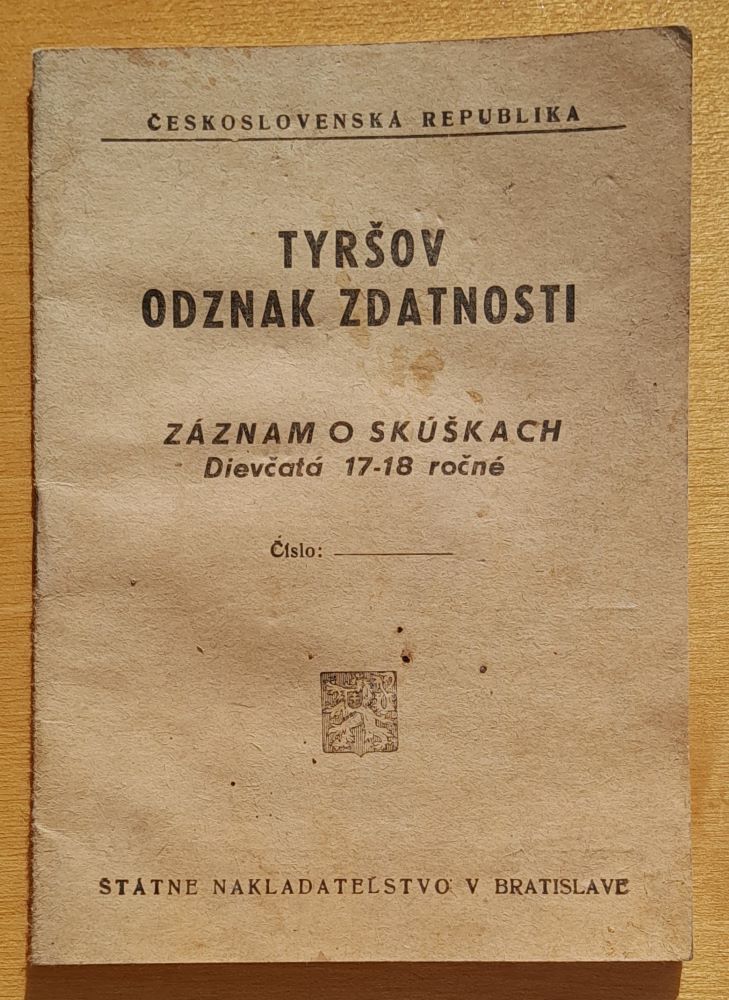 ČESKOSLOVENSKÁ REPUBLIKA
TYRŠOV
ODZNAK ZDATNOSTI
ZÁZNAM O SKÚŠKACH
Dievčatá 17-18 ročné
Číslo:
ŠTÁTNE NAKLADATEĽSTVO V BRATISLAVE